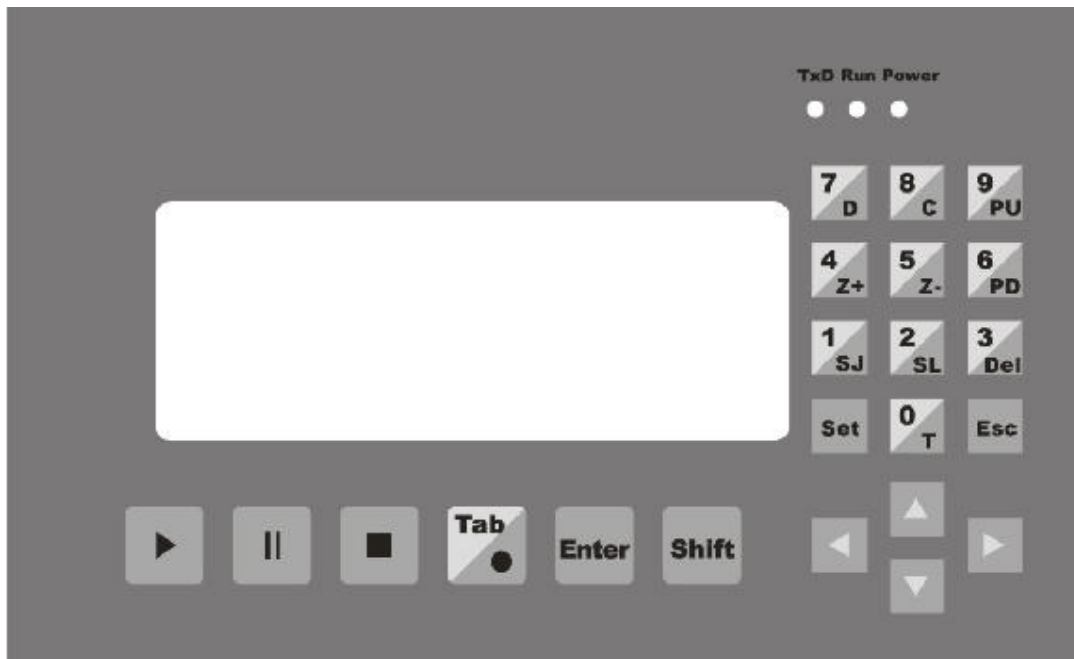 TxD Run Power
7 D 8 C 9 PU
4 Z+ 5 Z- 6 PD
1 SJ 2 SL 3 Del
Set 0 T Esc
Tab Enter Shift